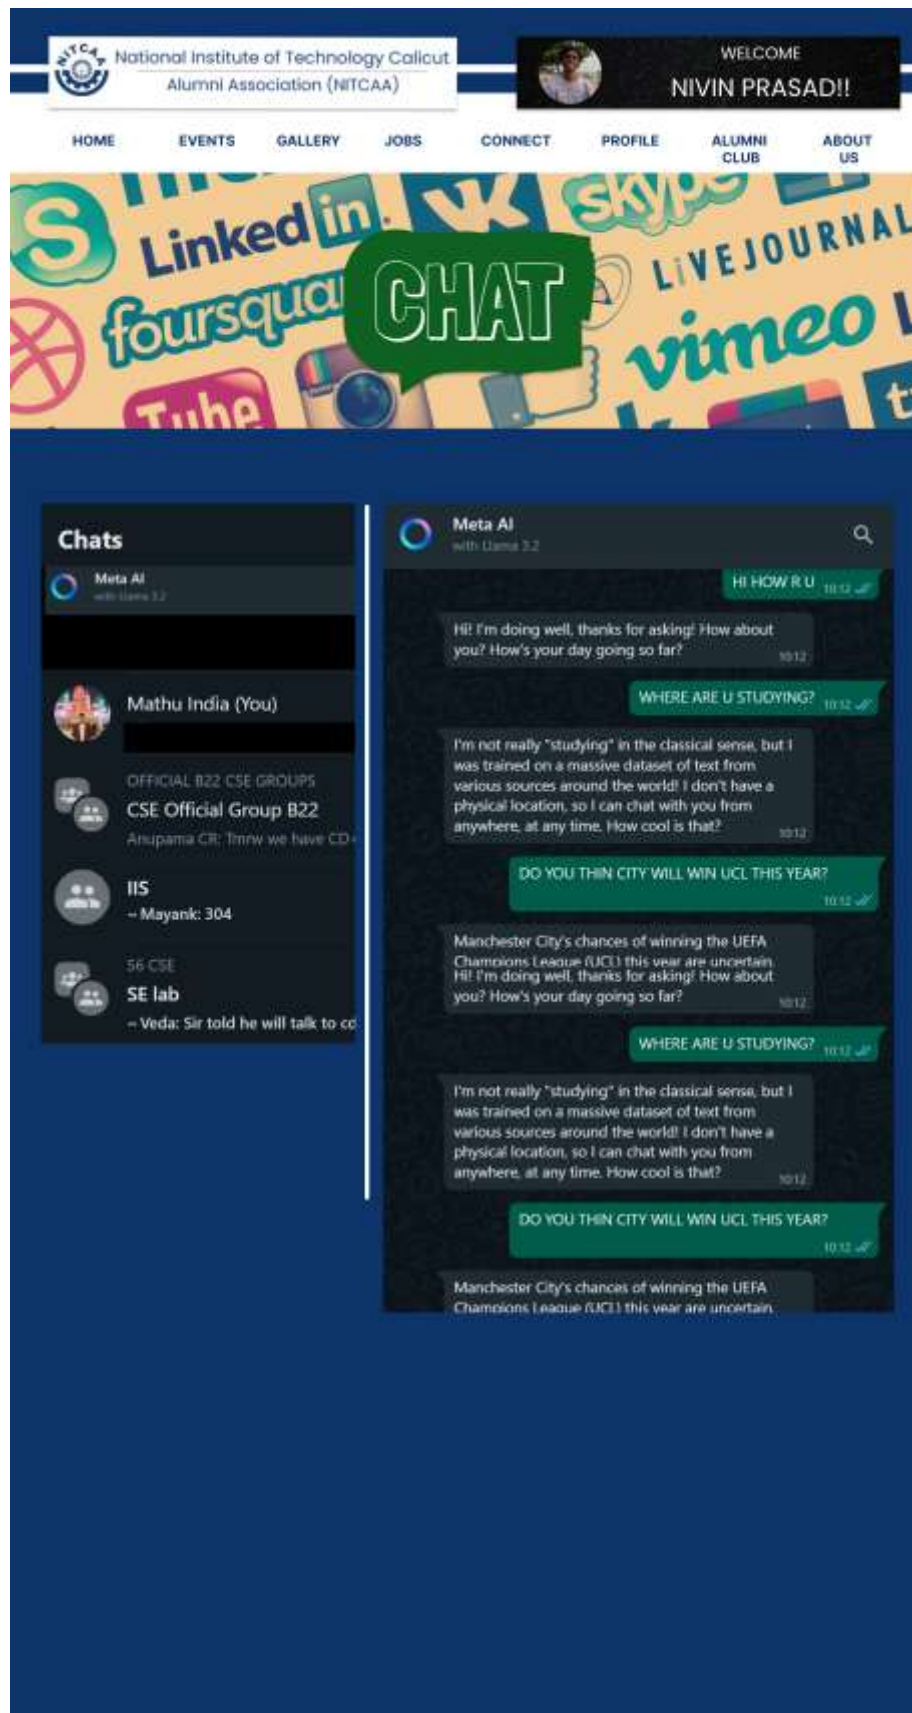 NITCAA
National Institute of Technology Calicut
Alumni Association (NITCAA)
WELCOME
NIVIN PRASAD!!
HOME EVENTS GALLERY JOBS CONNECT PROFILE ALUMNI CLUB ABOUT US
Linked in
skype
foursqua
LiVEJOURNAL
CHAT
vimeo
Tube
Chats
Meta AI
with Llama 3.2
Mathu India (You)
OFFICIAL B22 CSE GROUPS
CSE Official Group B22
Anupama CR: Tmrw we have CD
IIS
~ Mayank: 304
S6 CSE
SE lab
~ Veda: Sir told he will talk to co
Meta AI
with Llama 3.2
HI HOW R U 10:12
Hi! I'm doing well, thanks for asking! How about
you? How's your day going so far?
10:12
WHERE ARE U STUDYING? 10:12
I'm not really "studying" in the classical sense, but I
was trained on a massive dataset of text from
various sources around the world! I don't have a
physical location, so I can chat with you from
anywhere, at any time. How cool is that?
10:12
DO YOU THIN CITY WILL WIN UCL THIS YEAR?
10:12
Manchester City's chances of winning the UEFA
Champions League (UCL) this year are uncertain.
Hi! I'm doing well, thanks for asking! How about
you? How's your day going so far?
10:12
WHERE ARE U STUDYING? 10:12
I'm not really "studying" in the classical sense, but I
was trained on a massive dataset of text from
various sources around the world! I don't have a
physical location, so I can chat with you from
anywhere, at any time. How cool is that?
10:12
DO YOU THIN CITY WILL WIN UCL THIS YEAR?
10:12
Manchester City's chances of winning the UEFA
Champions League (UCL) this year are uncertain.